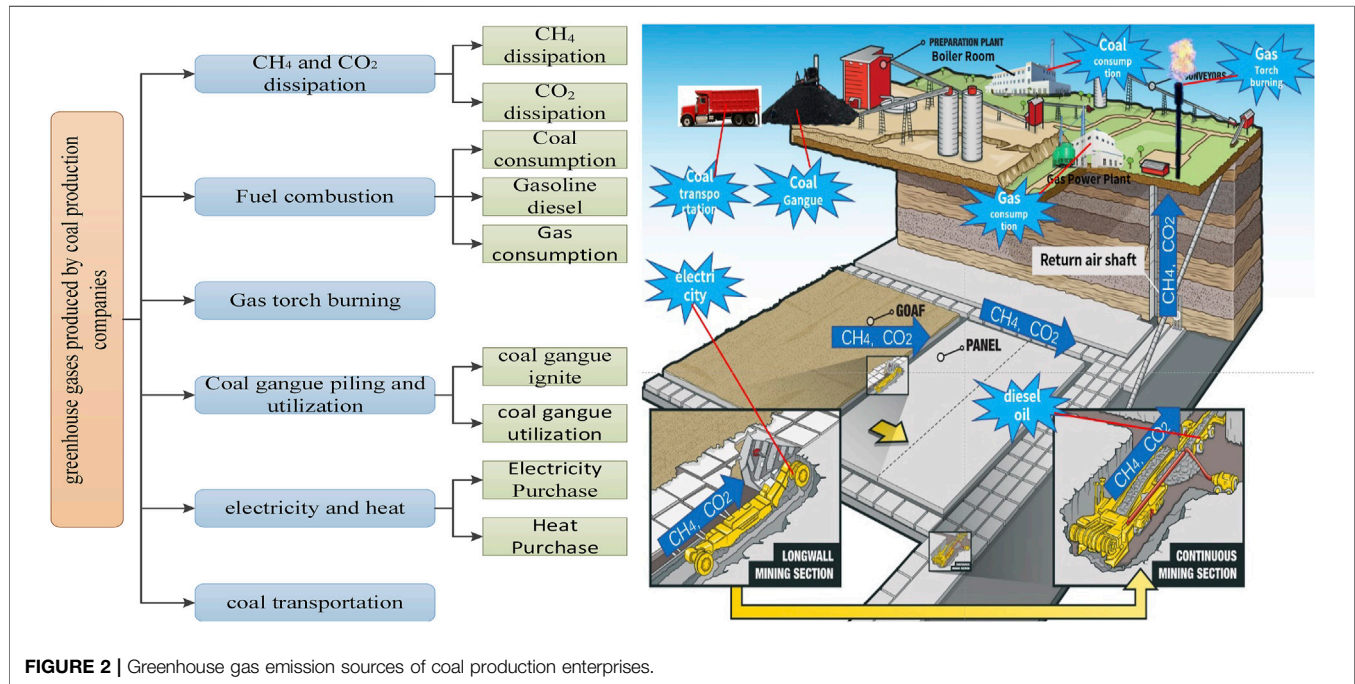 greenhouse gases produced by coal production
companies
CH₄ and CO₂
dissipation
Fuel combustion
Gas torch burning
Coal gangue piling and
utilization
electricity and heat
coal transportation
CH₄
dissipation
CO₂
dissipation
Coal
consumption
Gasoline
diesel
Gas
consumption
coal gangue
ignite
coal gangue
utilization
Electricity
Purchase
Heat
Purchase
PREPARATION PLANT
Boiler Room
Coal
consump
tion
CONVEYORS
Gas
Torch
burning
Coal
transpo
rtation
Coal
Gangue
Gas
consump
tion
Gas Power Plant
Return air shaft
CH4, CO2
electri
city
GOAF
CH4, CO2
CH4, CO2
PANEL
diesel
oil
CH4, CO2
LONGWALL
MINING SECTION
CH4, CO2
CONTINUOUS
MINING SECTION
FIGURE 2 | Greenhouse gas emission sources of coal production enterprises.